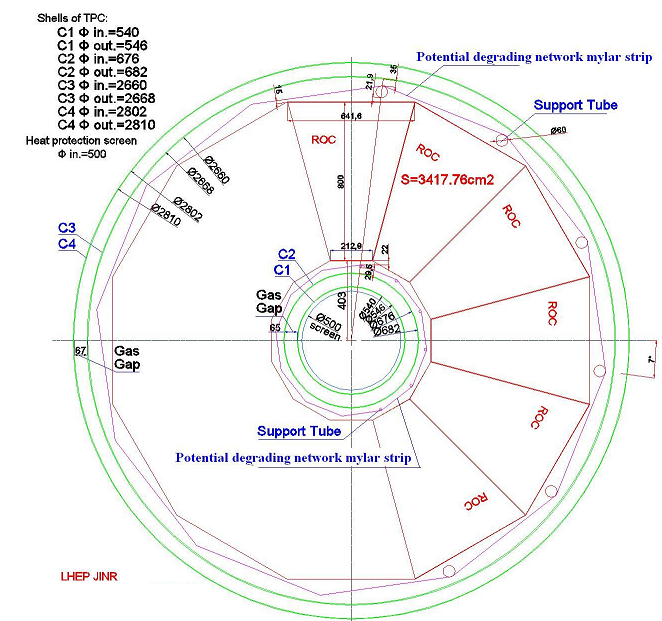 Shells of TPC:
C1 Φ in.=540
C1 Φ out.=546
C2 Φ in.=676
C2 Φ out.=682
C3 Φ in.=2660
C3 Φ out.=2668
C4 Φ in.=2802
C4 Φ out.=2810
Heat protection screen
Φ in.=500
Potential degrading network mylar strip
35
21,9
16
Support Tube
Ø60
641,6
ROC
ROC
S=3417.76cm2
800
Ø2660
Ø2668
Ø2802
Ø2810
ROC
C3
C4
212,8
22
29,6
C2
C1
403
Gas
Gap
Ø500
screen
Ø540
Ø546
Ø676
Ø682
ROC
65
67
Gas
Gap
7°
ROC
Support Tube
Potential degrading network mylar strip
ROC
LHEP JINR